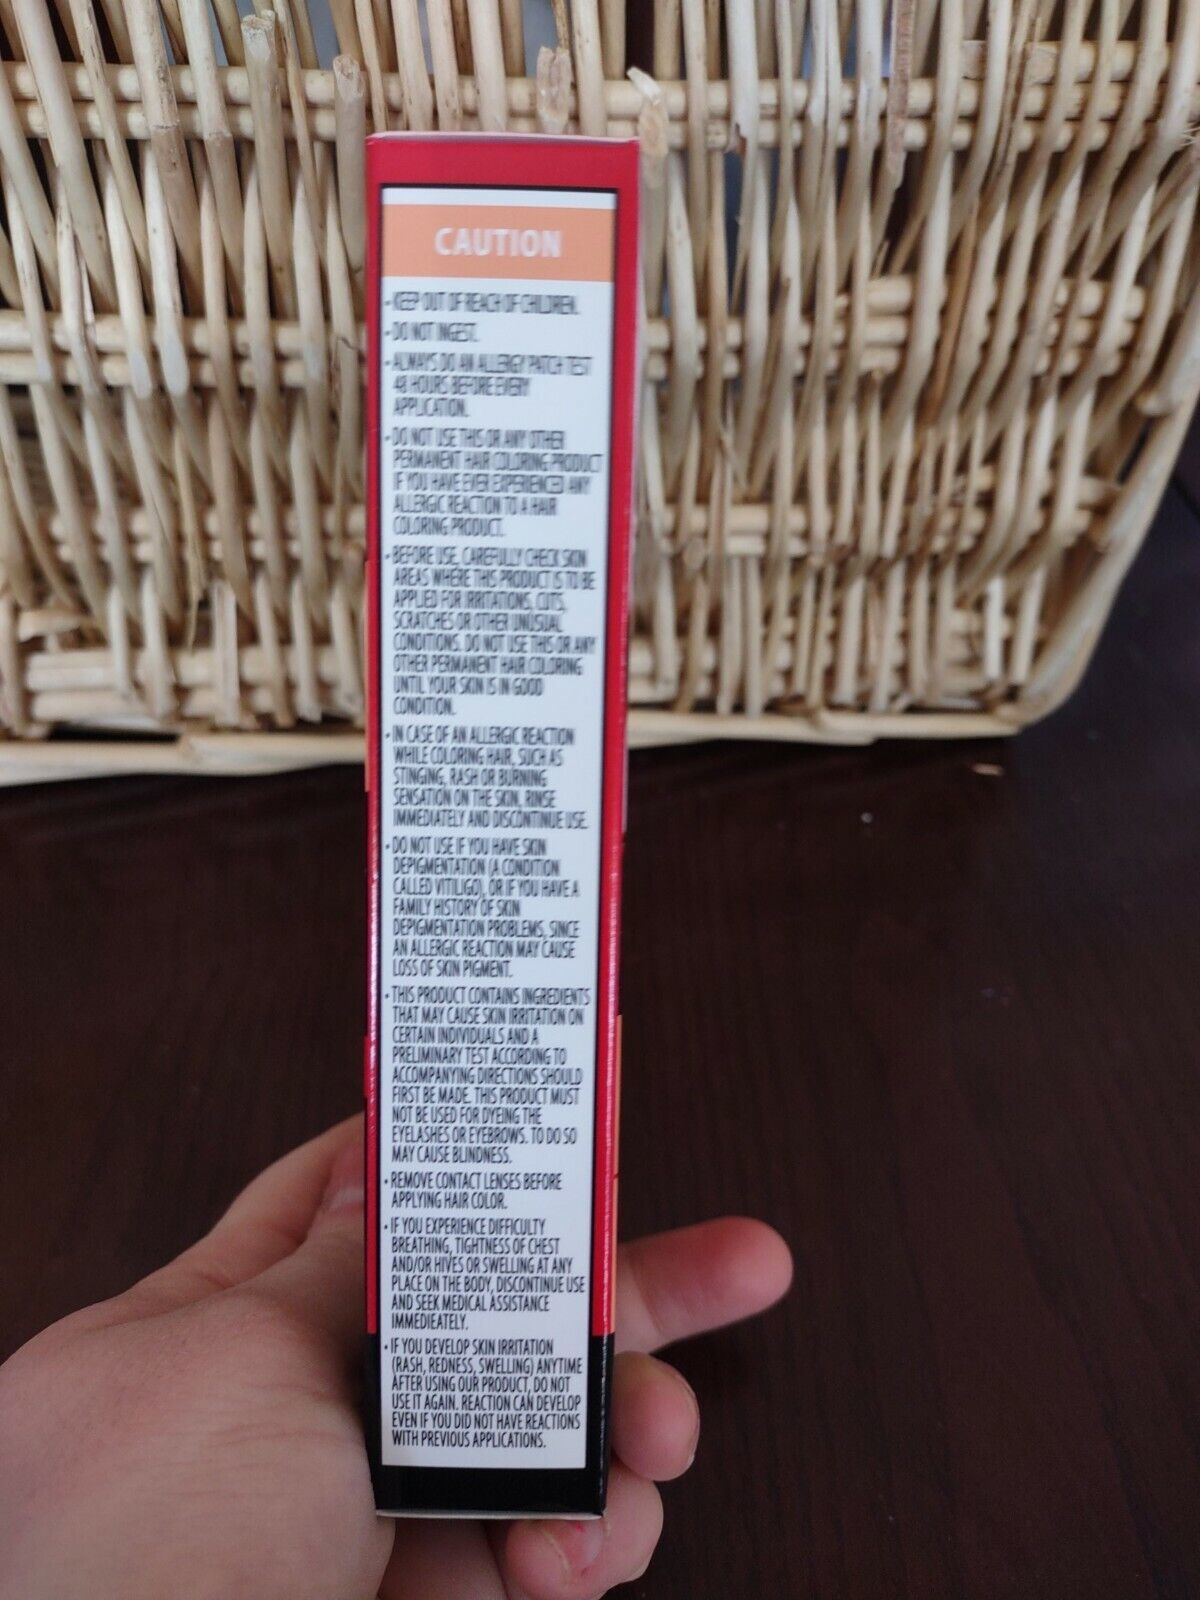 CAUTION
• KEEP OUT OF REACH OF CHILDREN.
• DO NOT INGEST.
• ALWAYS DO AN ALLERGY PATCH TEST
48 HOURS BEFORE EVERY
APPLICATION.
• DO NOT USE THIS OR ANY OTHER
PERMANENT HAIR COLORING PRODUCT
IF YOU HAVE EVER EXPERIENCED ANY
ALLERGIC REACTION TO A HAIR
COLORING PRODUCT.
• BEFORE USE, CAREFULLY CHECK SKIN
AREAS WHERE THIS PRODUCT IS TO BE
APPLIED FOR IRRITATIONS, CUTS,
SCRATCHES OR OTHER UNUSUAL
CONDITIONS. DO NOT USE THIS OR ANY
OTHER PERMANENT HAIR COLORING
UNTIL YOUR SKIN IS IN GOOD
CONDITION.
• IN CASE OF AN ALLERGIC REACTION
WHILE COLORING HAIR, SUCH AS
STINGING, RASH OR BURNING
SENSATION ON THE SKIN, RINSE
IMMEDIATELY AND DISCONTINUE USE.
• DO NOT USE IF YOU HAVE SKIN
DEPIGMENTATION (A CONDITION
CALLED VITILIGO), OR IF YOU HAVE A
FAMILY HISTORY OF SKIN
DEPIGMENTATION PROBLEMS, SINCE
AN ALLERGIC REACTION MAY CAUSE
LOSS OF SKIN PIGMENT.
• THIS PRODUCT CONTAINS INGREDIENTS
THAT MAY CAUSE SKIN IRRITATION ON
CERTAIN INDIVIDUALS AND A
PRELIMINARY TEST ACCORDING TO
ACCOMPANYING DIRECTIONS SHOULD
FIRST BE MADE. THIS PRODUCT MUST
NOT BE USED FOR DYEING THE
EYELASHES OR EYEBROWS. TO DO SO
MAY CAUSE BLINDNESS.
• REMOVE CONTACT LENSES BEFORE
APPLYING HAIR COLOR.
• IF YOU EXPERIENCE DIFFICULTY
BREATHING, TIGHTNESS OF CHEST
AND/OR HIVES OR SWELLING AT ANY
PLACE ON THE BODY, DISCONTINUE USE
AND SEEK MEDICAL ASSISTANCE
IMMEDIEATELY.
• IF YOU DEVELOP SKIN IRRITATION
(RASH, REDNESS, SWELLING) ANYTIME
AFTER USING OUR PRODUCT, DO NOT
USE IT AGAIN. REACTION CAN DEVELOP
EVEN IF YOU DID NOT HAVE REACTIONS
WITH PREVIOUS APPLICATIONS.